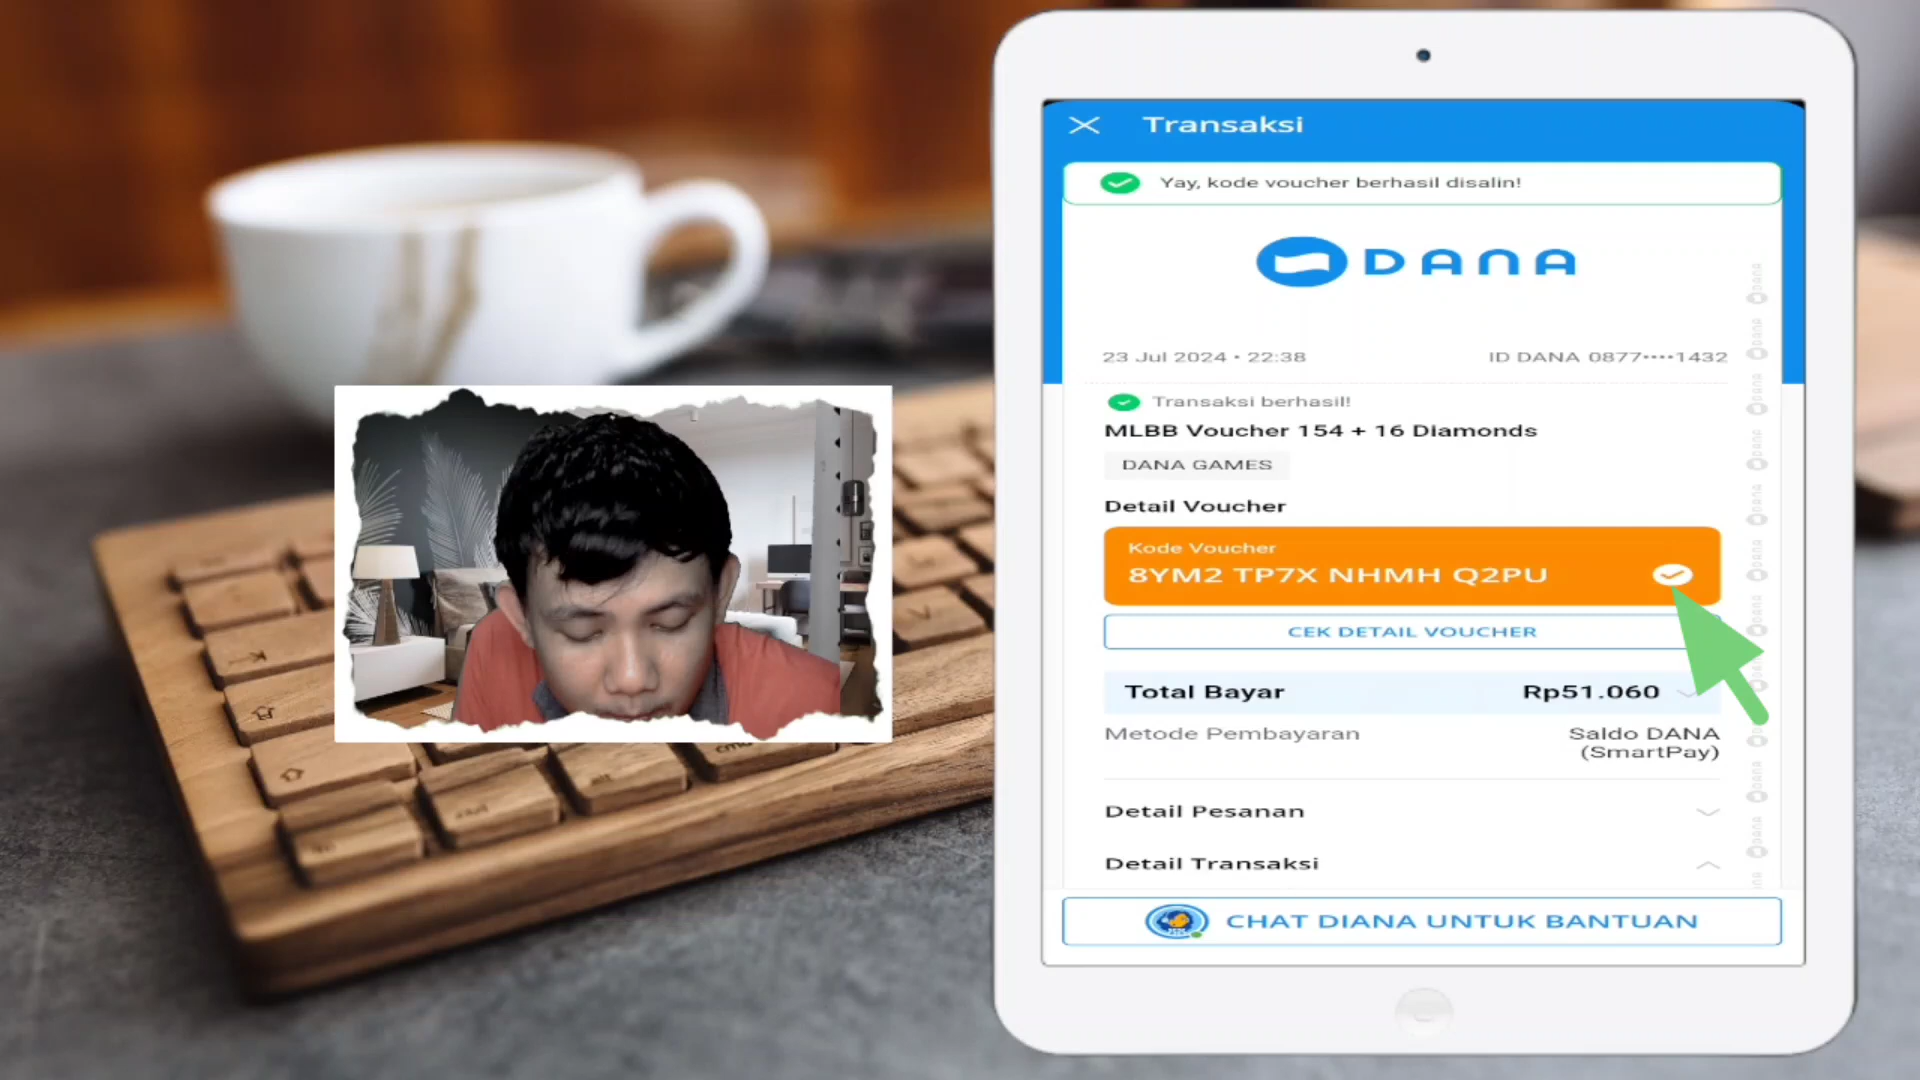 Transaksi
Yay, kode voucher berhasil disalin!
DANA
23 Jul 2024 • 22:38
ID DANA 0877••••1432
Transaksi berhasil!
MLBB Voucher 154 + 16 Diamonds
DANA GAMES
Detail Voucher
Kode Voucher
8YM2 TP7X NHMH Q2PU
CEK DETAIL VOUCHER
Total Bayar Rp51.060
Metode Pembayaran Saldo DANA
(SmartPay)
Detail Pesanan
Detail Transaksi
CHAT DIANA UNTUK BANTUAN